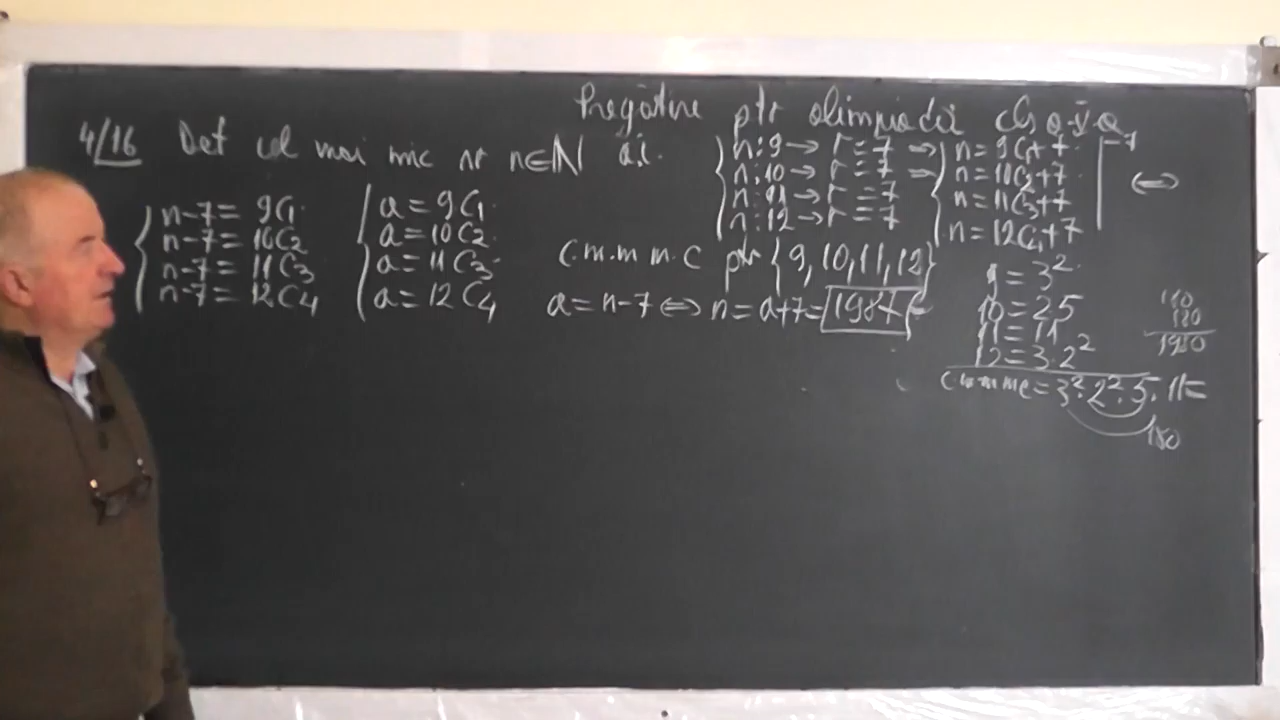 Pregătire ptr olimpiadă cls a-V-a
4/16 Det cel mai mic nr n∈ℕ a.î.
n:9→r=7 ⇒ n=9C1+7 | -7
n:10→r=7 ⇒ n=10C2+7
n:11→r=7 n=11C3+7 ⇔
n:12→r=7 n=12C4+7
n-7=9C1 a=9C1
n-7=10C2 a=10C2
n-7=11C3 a=11C3
n-7=12C4 a=12C4
C.m.m.m.c ptr {9,10,11,12}
a=n-7 ⇔ n=a+7=1987
9=3²
10=2·5
11=11
12=3·2²
cmmmc=3²·2²·5·11=
180
1980